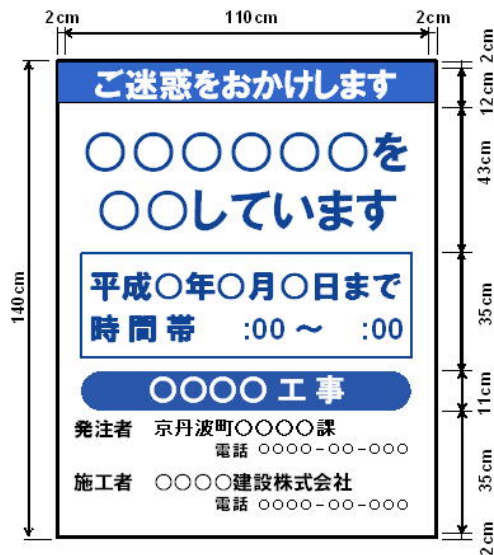 2cm 110cm 2cm
ご迷惑をおかけします
○○○○○○を
○○しています
平成○年○月○日まで
時間帯 :00 ~ :00
○○○○工事
発注者 京丹波町○○○○課
電話 ○○○○-○○-○○○
施工者 ○○○○建設株式会社
電話 ○○○○-○○-○○○
140cm
2cm
12cm
43cm
35cm
11cm
35cm
2cm